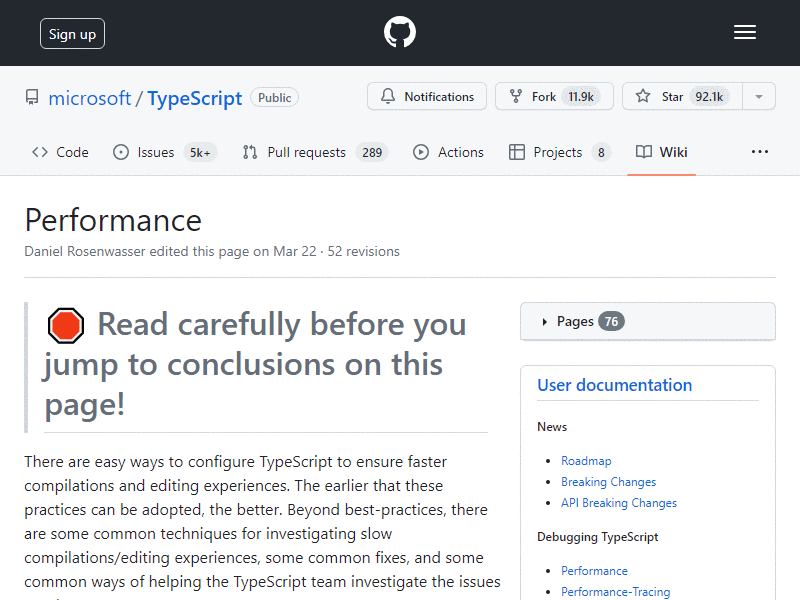 Sign up
microsoft / TypeScript Public
Notifications
Fork 11.9k
Star 92.1k
Code
Issues 5k+
Pull requests 289
Actions
Projects 8
Wiki
Performance
Daniel Rosenwasser edited this page on Mar 22 · 52 revisions
Read carefully before you
jump to conclusions on this
page!
There are easy ways to configure TypeScript to ensure faster
compilations and editing experiences. The earlier that these
practices can be adopted, the better. Beyond best-practices, there
are some common techniques for investigating slow
compilations/editing experiences, some common fixes, and some
common ways of helping the TypeScript team investigate the issues
Pages 76
User documentation
News
Roadmap
Breaking Changes
API Breaking Changes
Debugging TypeScript
Performance
Performance-Tracing